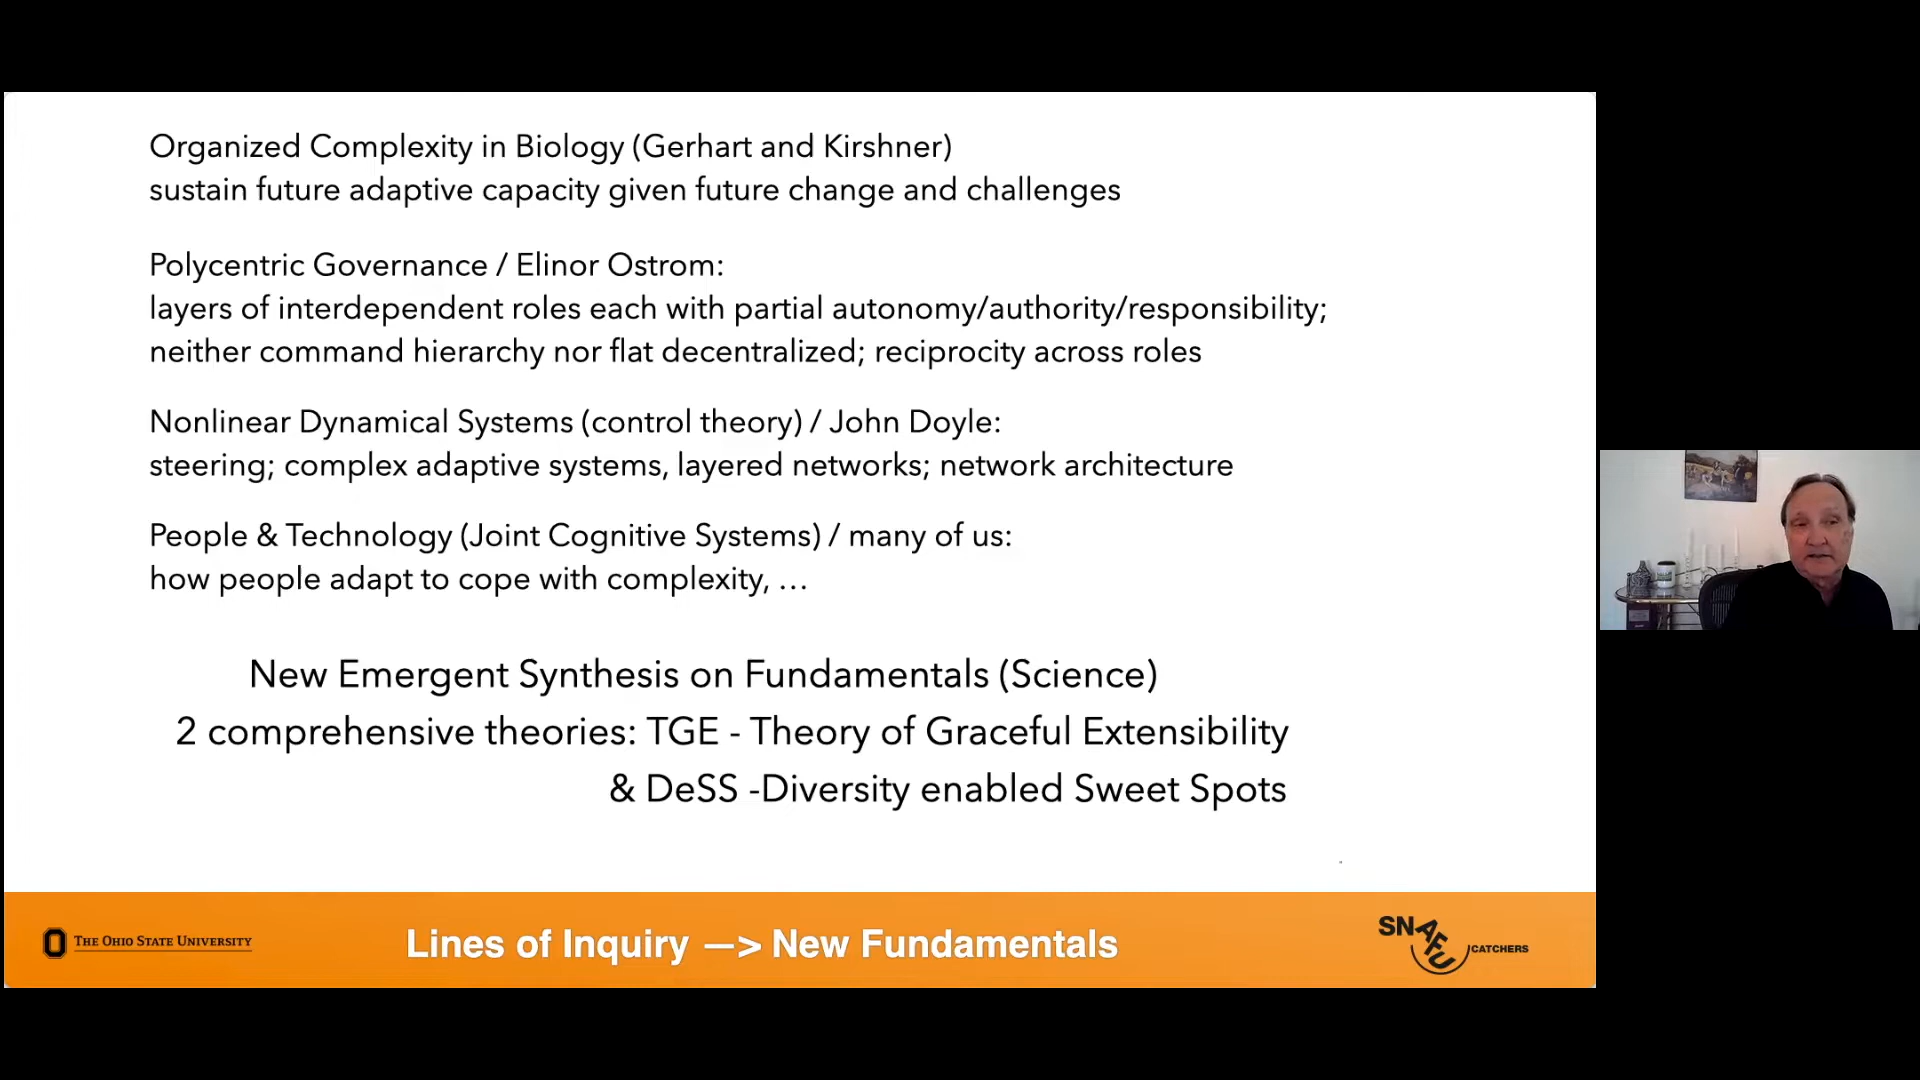 Organized Complexity in Biology (Gerhart and Kirshner)
sustain future adaptive capacity given future change and challenges
Polycentric Governance / Elinor Ostrom:
layers of interdependent roles each with partial autonomy/authority/responsibility;
neither command hierarchy nor flat decentralized; reciprocity across roles
Nonlinear Dynamical Systems (control theory) / John Doyle:
steering; complex adaptive systems, layered networks; network architecture
People & Technology (Joint Cognitive Systems) / many of us:
how people adapt to cope with complexity, …
New Emergent Synthesis on Fundamentals (Science)
2 comprehensive theories: TGE - Theory of Graceful Extensibility
& DeSS -Diversity enabled Sweet Spots
THE OHIO STATE UNIVERSITY
Lines of Inquiry —> New Fundamentals
SNAFU CATCHERS